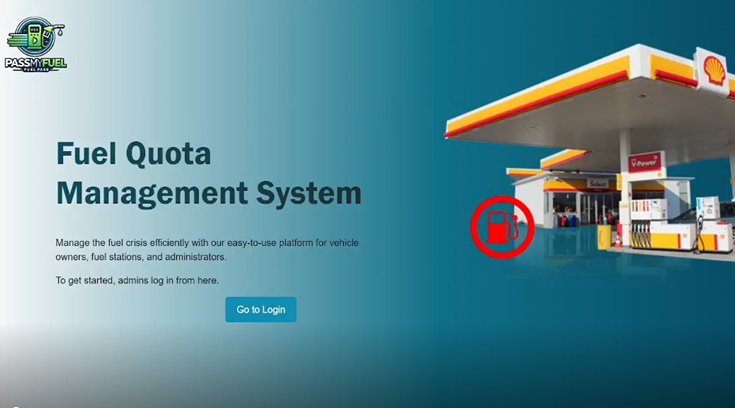 PASSMYFUEL
FUEL PASS
Fuel Quota
Management System
Manage the fuel crisis efficiently with our easy-to-use platform for vehicle
owners, fuel stations, and administrators.
To get started, admins log in from here.
Go to Login
V-Power
Select